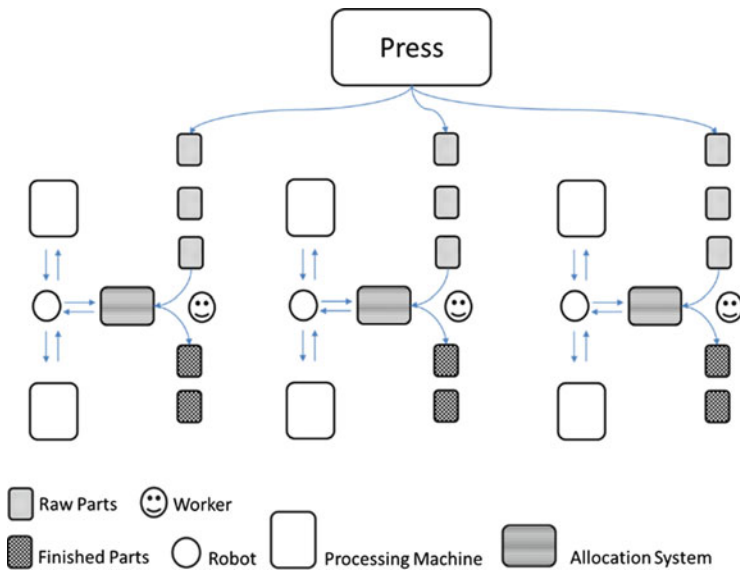 Press
Raw Parts
Worker
Finished Parts
Robot
Processing Machine
Allocation System